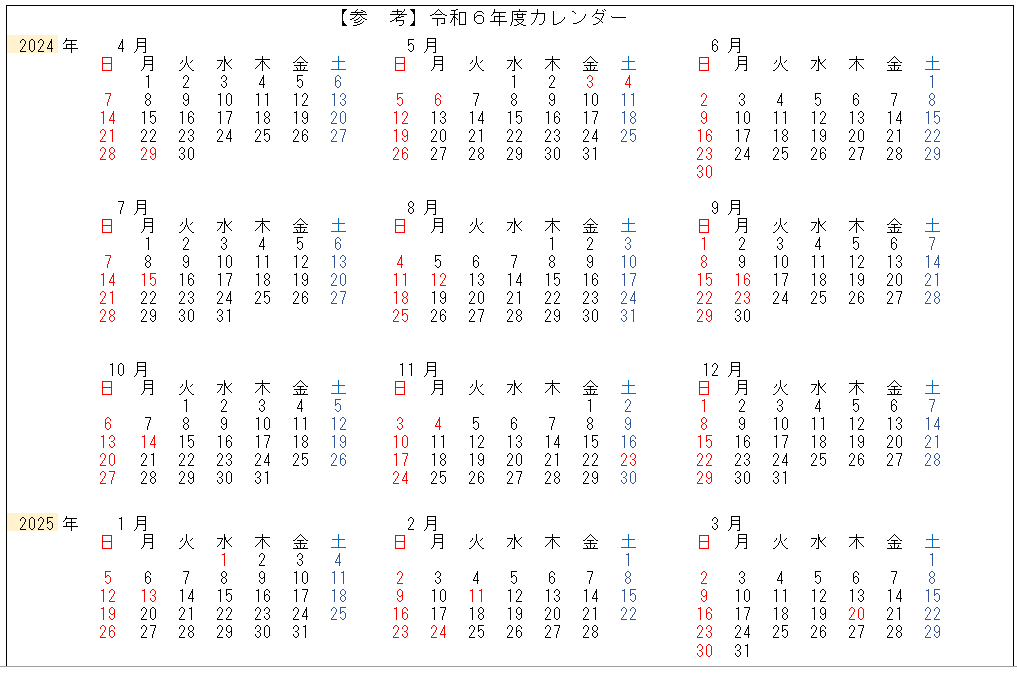 【参　考】令和６年度カレンダー
2024 年 4 月 5 月 6 月
日 月 火 水 木 金 土 日 月 火 水 木 金 土 日 月 火 水 木 金 土
1 2 3 4 5 6 1 2 3 4 1
7 8 9 10 11 12 13 5 6 7 8 9 10 11 2 3 4 5 6 7 8
14 15 16 17 18 19 20 12 13 14 15 16 17 18 9 10 11 12 13 14 15
21 22 23 24 25 26 27 19 20 21 22 23 24 25 16 17 18 19 20 21 22
28 29 30 26 27 28 29 30 31 23 24 25 26 27 28 29
30
7 月 8 月 9 月
日 月 火 水 木 金 土 日 月 火 水 木 金 土 日 月 火 水 木 金 土
1 2 3 4 5 6 1 2 3 1 2 3 4 5 6 7
7 8 9 10 11 12 13 4 5 6 7 8 9 10 8 9 10 11 12 13 14
14 15 16 17 18 19 20 11 12 13 14 15 16 17 15 16 17 18 19 20 21
21 22 23 24 25 26 27 18 19 20 21 22 23 24 22 23 24 25 26 27 28
28 29 30 31 25 26 27 28 29 30 31 29 30
10 月 11 月 12 月
日 月 火 水 木 金 土 日 月 火 水 木 金 土 日 月 火 水 木 金 土
1 2 3 4 5 1 2 1 2 3 4 5 6 7
6 7 8 9 10 11 12 3 4 5 6 7 8 9 8 9 10 11 12 13 14
13 14 15 16 17 18 19 10 11 12 13 14 15 16 15 16 17 18 19 20 21
20 21 22 23 24 25 26 17 18 19 20 21 22 23 22 23 24 25 26 27 28
27 28 29 30 31 24 25 26 27 28 29 30 29 30 31
2025 年 1 月 2 月 3 月
日 月 火 水 木 金 土 日 月 火 水 木 金 土 日 月 火 水 木 金 土
1 2 3 4 1 1
5 6 7 8 9 10 11 2 3 4 5 6 7 8 2 3 4 5 6 7 8
12 13 14 15 16 17 18 9 10 11 12 13 14 15 9 10 11 12 13 14 15
19 20 21 22 23 24 25 16 17 18 19 20 21 22 16 17 18 19 20 21 22
26 27 28 29 30 31 23 24 25 26 27 28 23 24 25 26 27 28 29
30 31